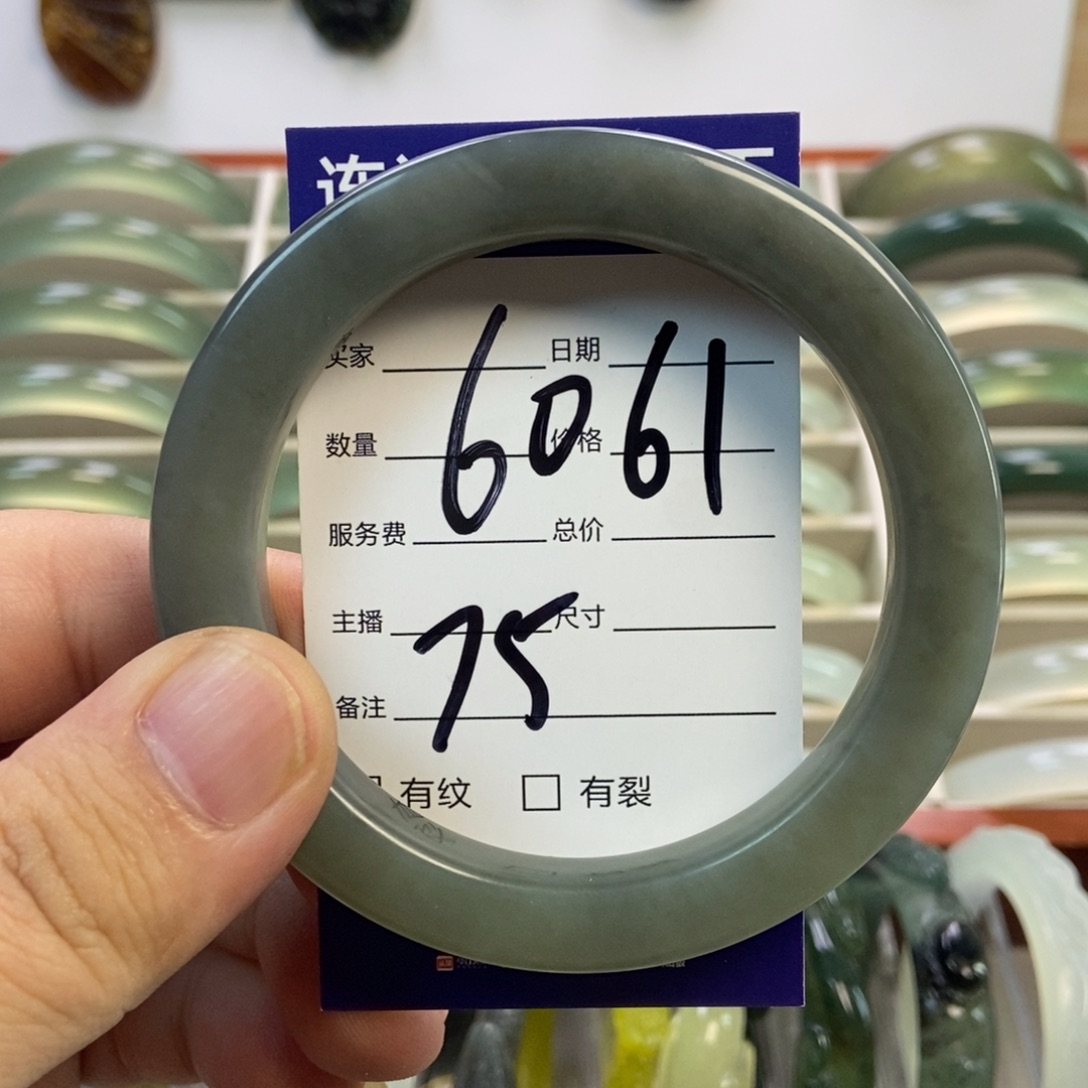 连
买家 日期
6061
数量 价格
服务费 总价
主播 尺寸
75
备注
有纹 有裂